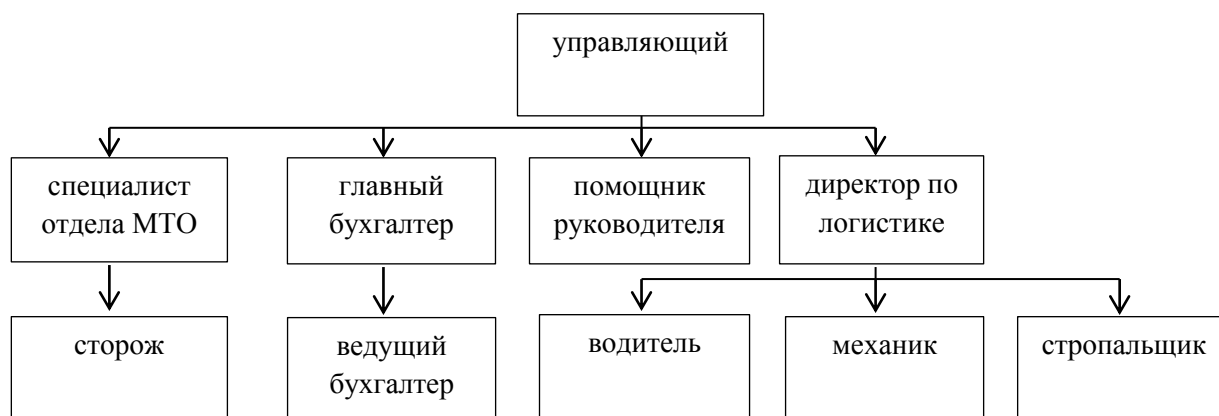 управляющий
специалист
отдела МТО
главный
бухгалтер
помощник
руководителя
директор по
логистике
сторож
ведущий
бухгалтер
водитель
механик
стропальщик